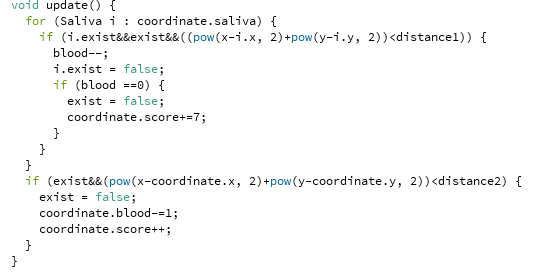 void update() {
  for (Saliva i : coordinate.saliva) {
    if (i.exist&&exist&&((pow(x-i.x, 2)+pow(y-i.y, 2))<distance1)) {
      blood--;
      i.exist = false;
      if (blood ==0) {
        exist = false;
        coordinate.score+=7;
      }
    }
  }
  if (exist&&(pow(x-coordinate.x, 2)+pow(y-coordinate.y, 2))<distance2) {
    exist = false;
    coordinate.blood-=1;
    coordinate.score++;
  }
}